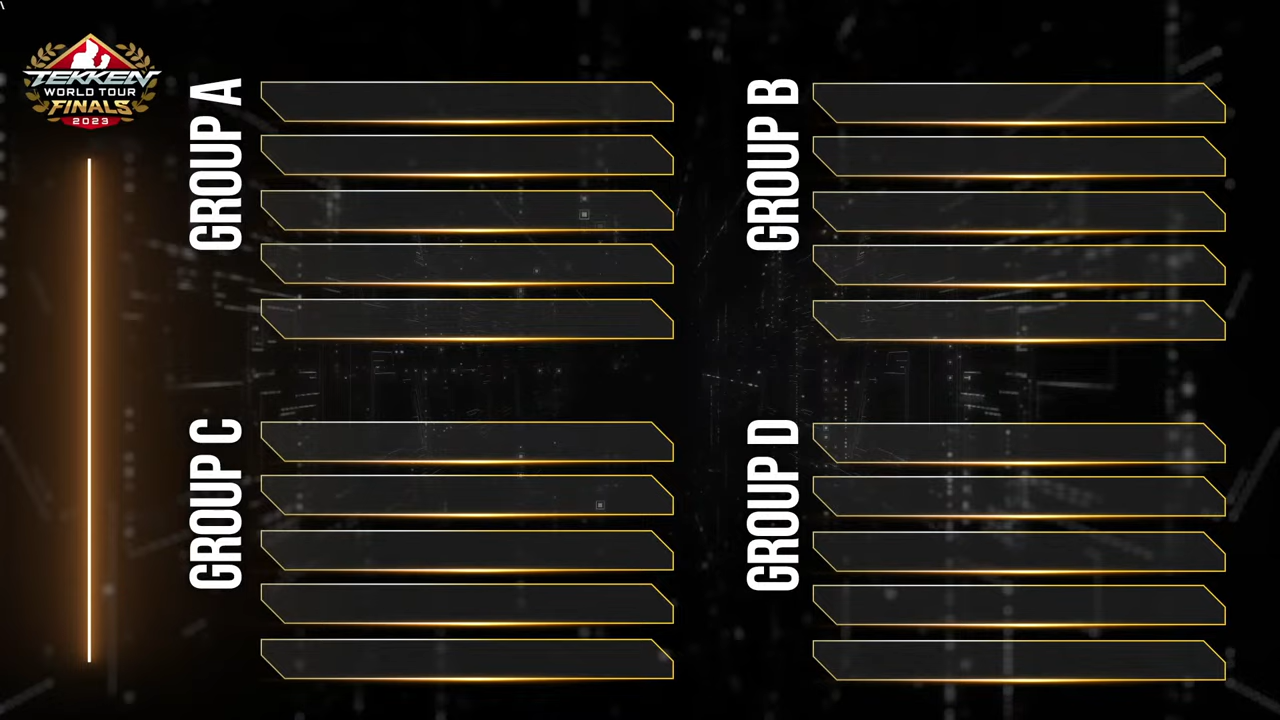 \
TEKKEN
WORLD TOUR
FINALS
2023
GROUP A
GROUP B
GROUP C
GROUP D